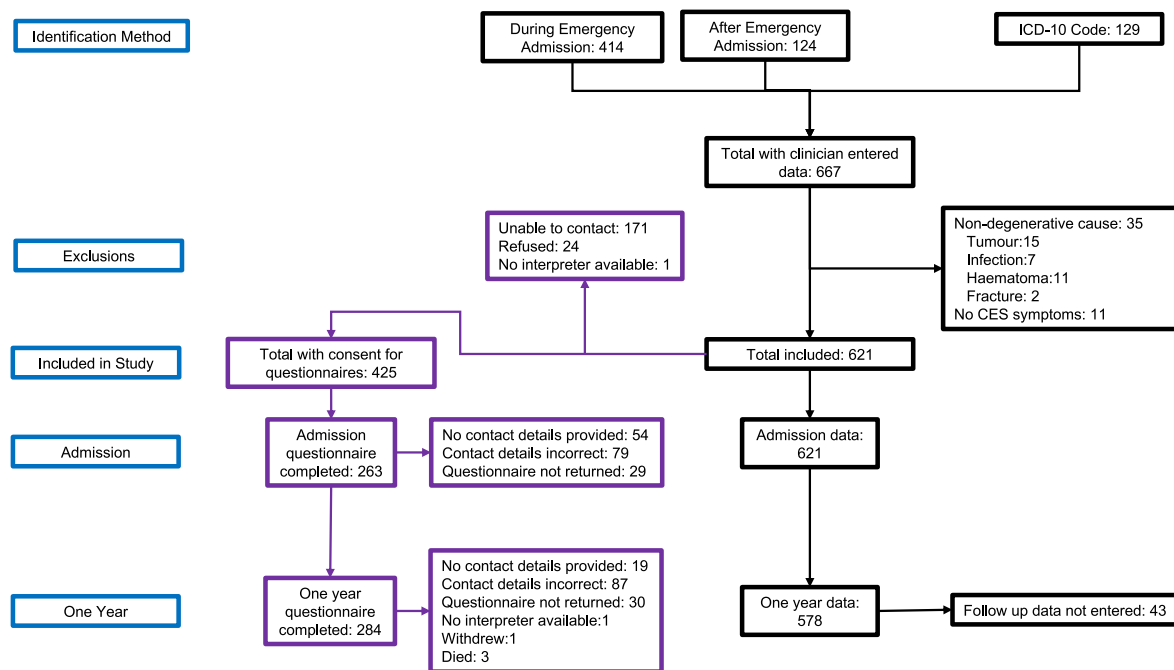 Identification Method
During Emergency
Admission: 414
After Emergency
Admission: 124
ICD-10 Code: 129
Total with clinician entered
data: 667
Exclusions
Unable to contact: 171
Refused: 24
No interpreter available: 1
Non-degenerative cause: 35
Tumour:15
Infection:7
Haematoma:11
Fracture: 2
No CES symptoms: 11
Included in Study
Total with consent for
questionnaires: 425
Total included: 621
Admission
Admission
questionnaire
completed: 263
No contact details provided: 54
Contact details incorrect: 79
Questionnaire not returned: 29
Admission data:
621
One Year
One year
questionnaire
completed: 284
No contact details provided: 19
Contact details incorrect: 87
Questionnaire not returned: 30
No interpreter available:1
Withdrew:1
Died: 3
One year data:
578
Follow up data not entered: 43